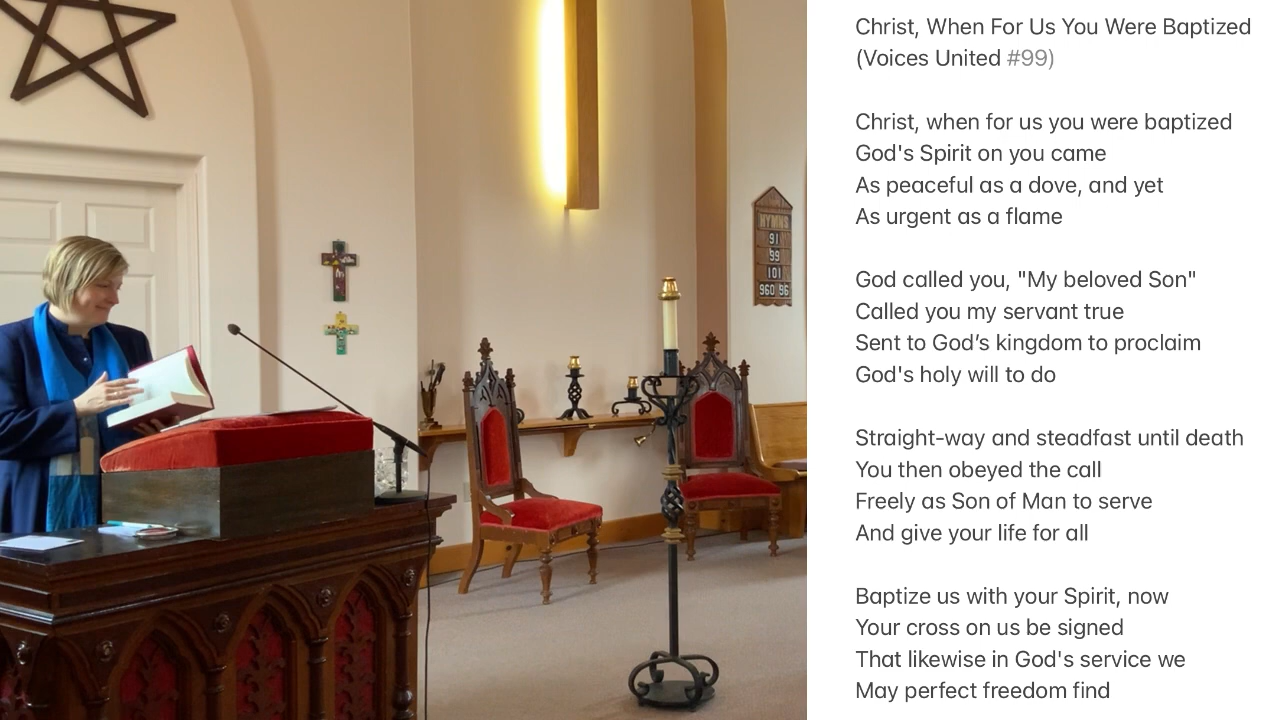 HYMNS
91
99
101
960 96
Christ, When For Us You Were Baptized
(Voices United #99)
Christ, when for us you were baptized
God's Spirit on you came
As peaceful as a dove, and yet
As urgent as a flame
God called you, "My beloved Son"
Called you my servant true
Sent to God’s kingdom to proclaim
God's holy will to do
Straight-way and steadfast until death
You then obeyed the call
Freely as Son of Man to serve
And give your life for all
Baptize us with your Spirit, now
Your cross on us be signed
That likewise in God's service we
May perfect freedom find